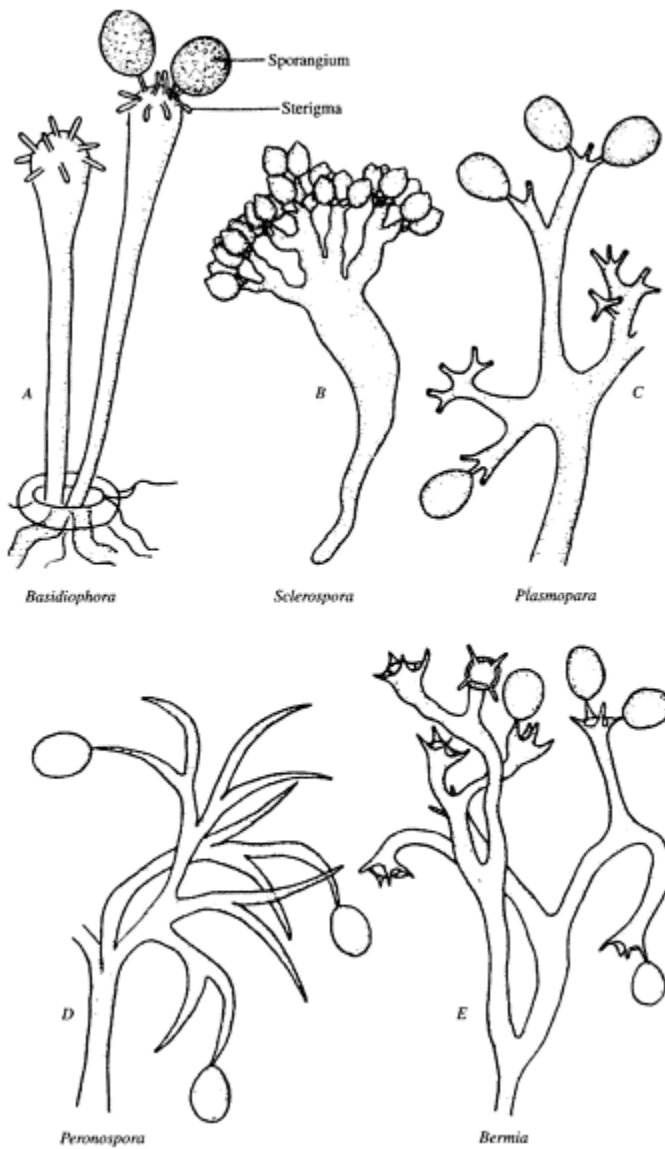 Sporangium
Sterigma
A
B
C
Basidiophora
Sclerospora
Plasmopara
D
E
Peronospora
Bermia